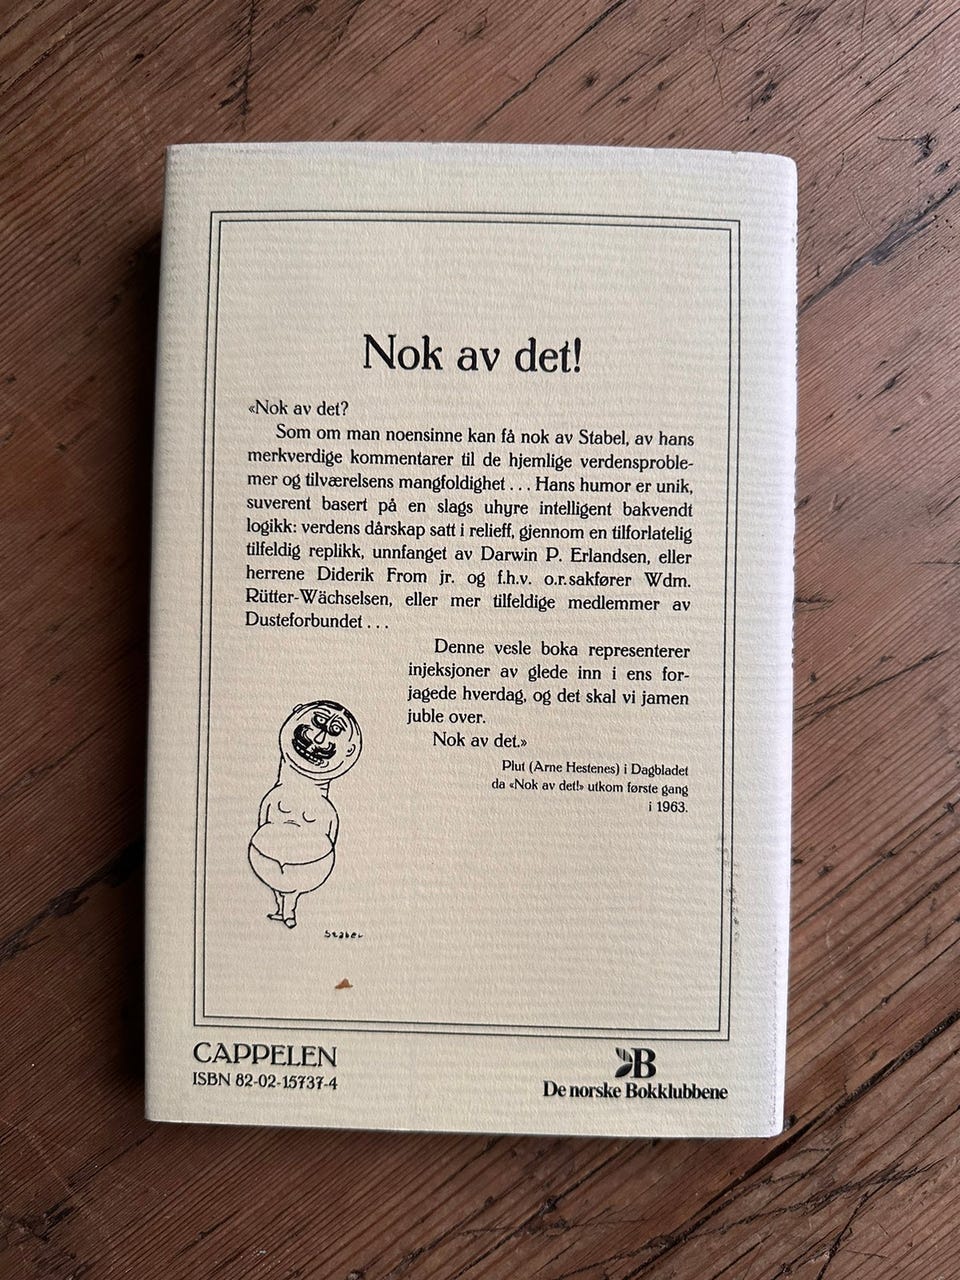 Nok av det!
«Nok av det?
Som om man noensinne kan få nok av Stabel, av hans
merkverdige kommentarer til de hjemlige verdensproble-
mer og tilværelsens mangfoldighet . . . Hans humor er unik,
suverent basert på en slags uhyre intelligent bakvendt
logikk: verdens dårskap satt i relieff, gjennom en tilforlatelig
tilfeldig replikk, unnfanget av Darwin P. Erlandsen, eller
herrene Diderik From jr. og f.h.v. o.r.sakfører Wdm.
Rütter-Wächselsen, eller mer tilfeldige medlemmer av
Dusteforbundet . . .
Denne vesle boka representerer
injeksjoner av glede inn i ens for-
jagede hverdag, og det skal vi jamen
juble over.
Nok av det.»
Plut (Arne Hestenes) i Dagbladet
da «Nok av det!» utkom første gang
i 1963.
Stabel
CAPPELEN
ISBN 82-02-15737-4
B
De norske Bokklubbene